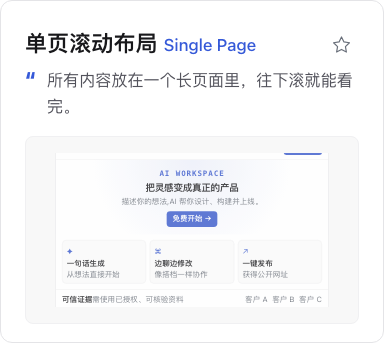 单页滚动布局 Single Page
“ 所有内容放在一个长页面里，往下滚就能看
完。
AI WORKSPACE
把灵感变成真正的产品
描述你的想法,AI 帮你设计、构建并上线。
免费开始 →
一句话生成 边聊边修改 一键发布
从想法直接开始 像搭档一样协作 获得公开网址
可信证据需使用已授权、可核验资料 客户 A 客户 B 客户 C